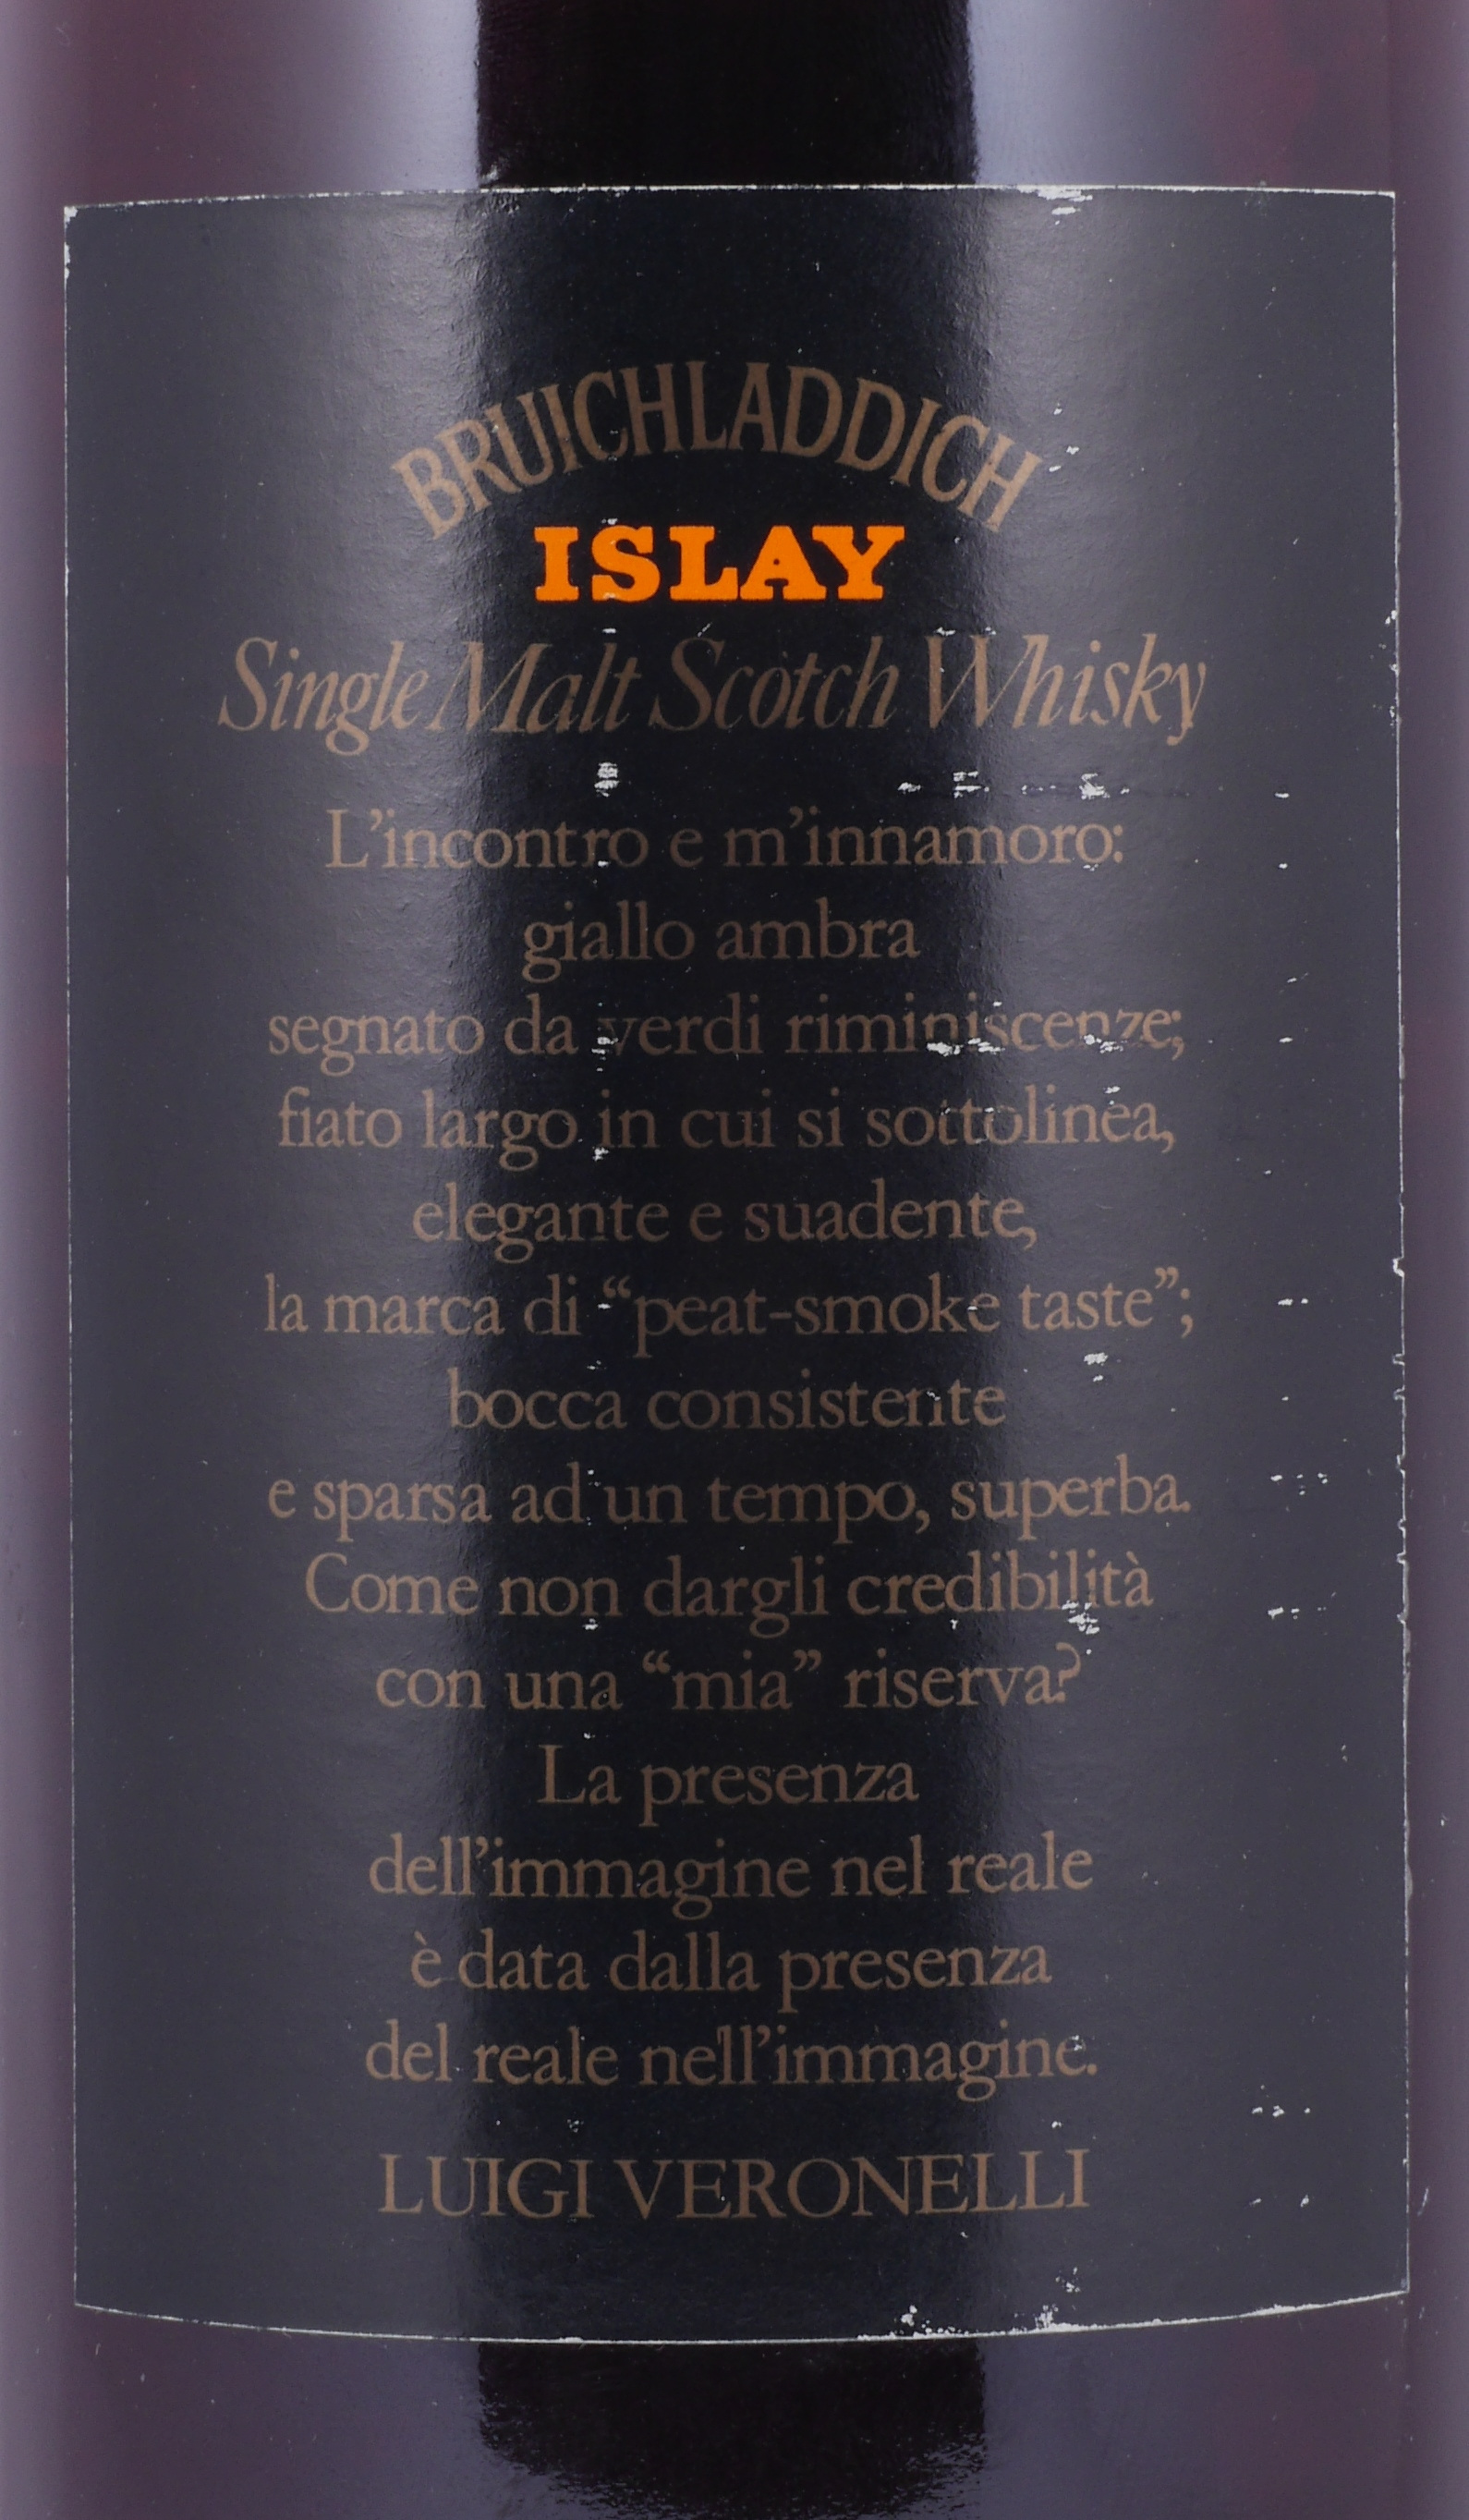 BRUICHLADDICH
ISLAY
Single Malt Scotch Whisky
L’incontro e m’innamoro:
giallo ambra
segnato da verdi riminiscenze;
fiato largo in cui si sottolinea,
elegante e suadente,
la marca di “peat-smoke taste”;
bocca consistente
e sparsa ad un tempo, superba.
Come non dargli credibilità
con una “mia” riserva?
La presenza
dell’immagine nel reale
è data dalla presenza
del reale nell’immagine.
LUIGI VERONELLI